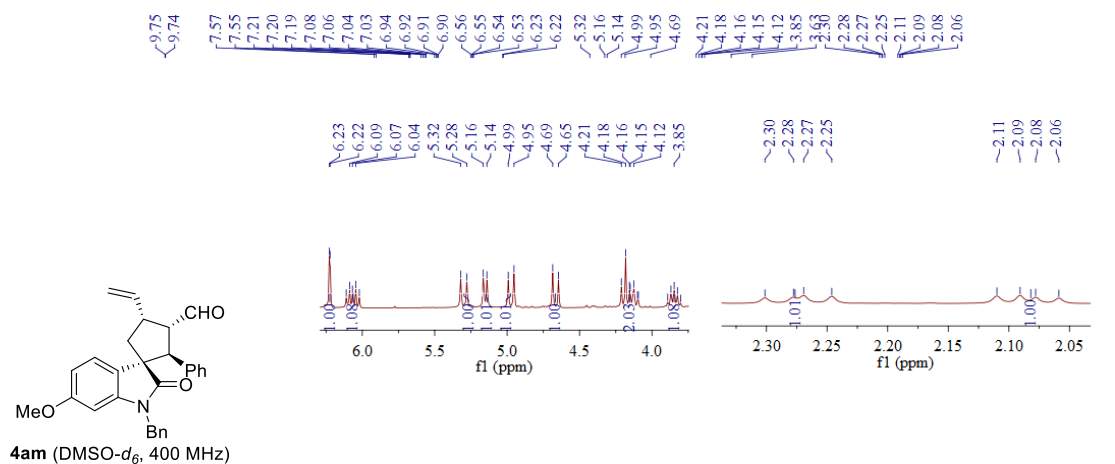 9.75 9.74 7.57 7.55 7.21 7.20 7.19 7.08 7.06 7.04 7.03 6.94 6.92 6.91 6.90 6.56 6.55 6.54 6.53 6.23 6.22 5.32 5.16 5.14 4.99 4.95 4.69 4.21 4.18 4.16 4.15 4.12 3.85 3.63 2.30 2.28 2.27 2.25 2.11 2.09 2.08 2.06
6.23 6.22 6.09 6.07 6.04 5.32 5.28 5.16 5.14 4.99 4.95 4.69 4.65 4.21 4.18 4.16 4.15 4.12 3.85
2.30 2.28 2.27 2.25 2.11 2.09 2.08 2.06
1.00 1.08 1.00 1.01 1.01 1.00 2.03 1.08
6.0 5.5 5.0 4.5 4.0
f1 (ppm)
1.01 1.00
2.30 2.25 2.20 2.15 2.10 2.05
f1 (ppm)
CHO
Ph
O
MeO
N
Bn
4am (DMSO-d6, 400 MHz)